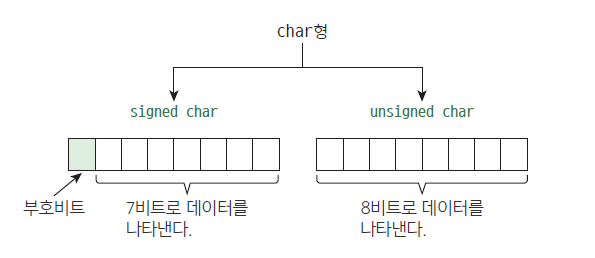 char형
signed char
unsigned char
부호비트
7비트로 데이터를
나타낸다.
8비트로 데이터를
나타낸다.